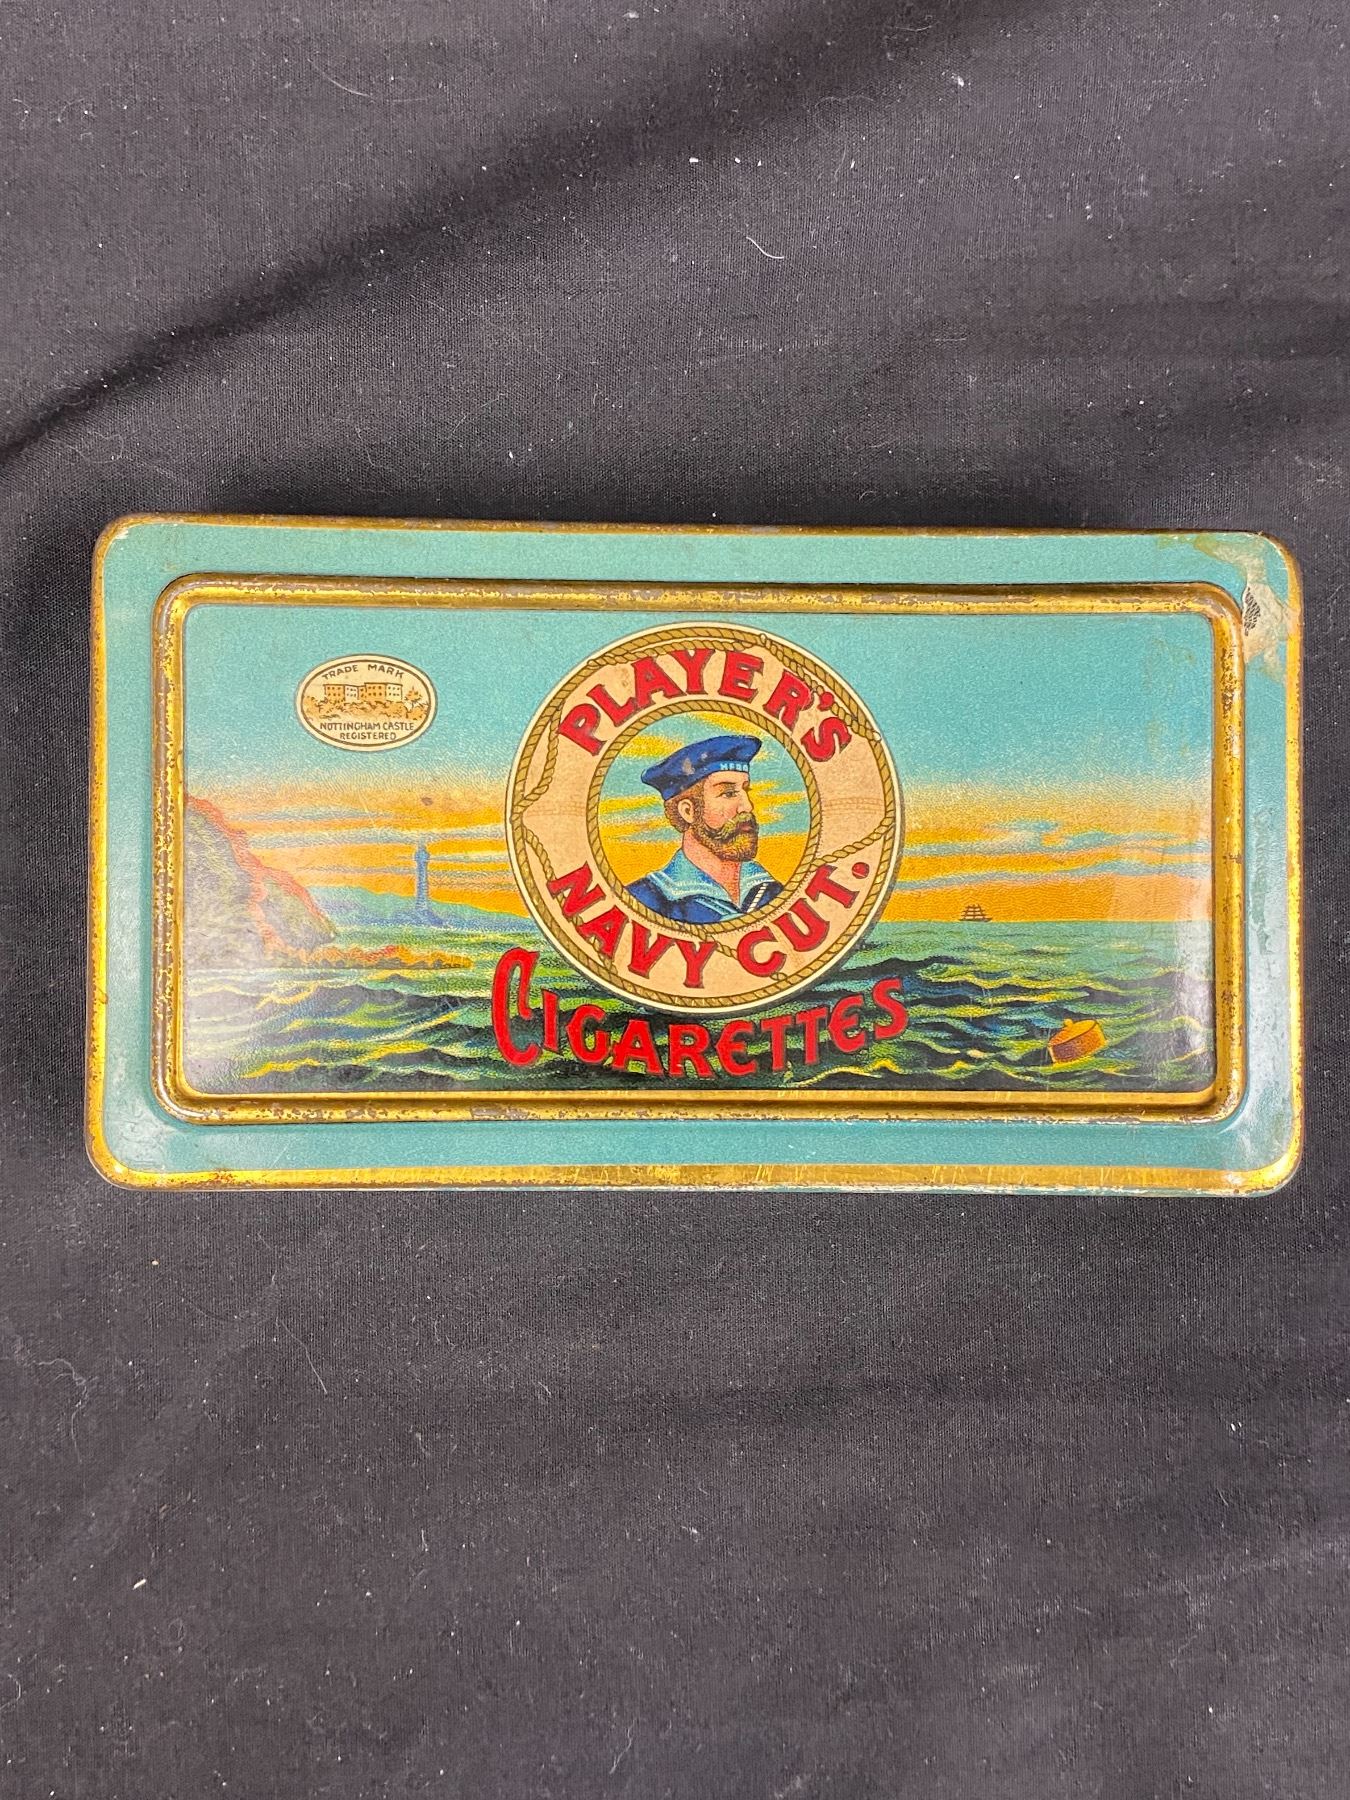 TRADE MARK
NOTTINGHAM CASTLE
REGISTERED
PLAYER'S
NAVY CUT.
CIGARETTES